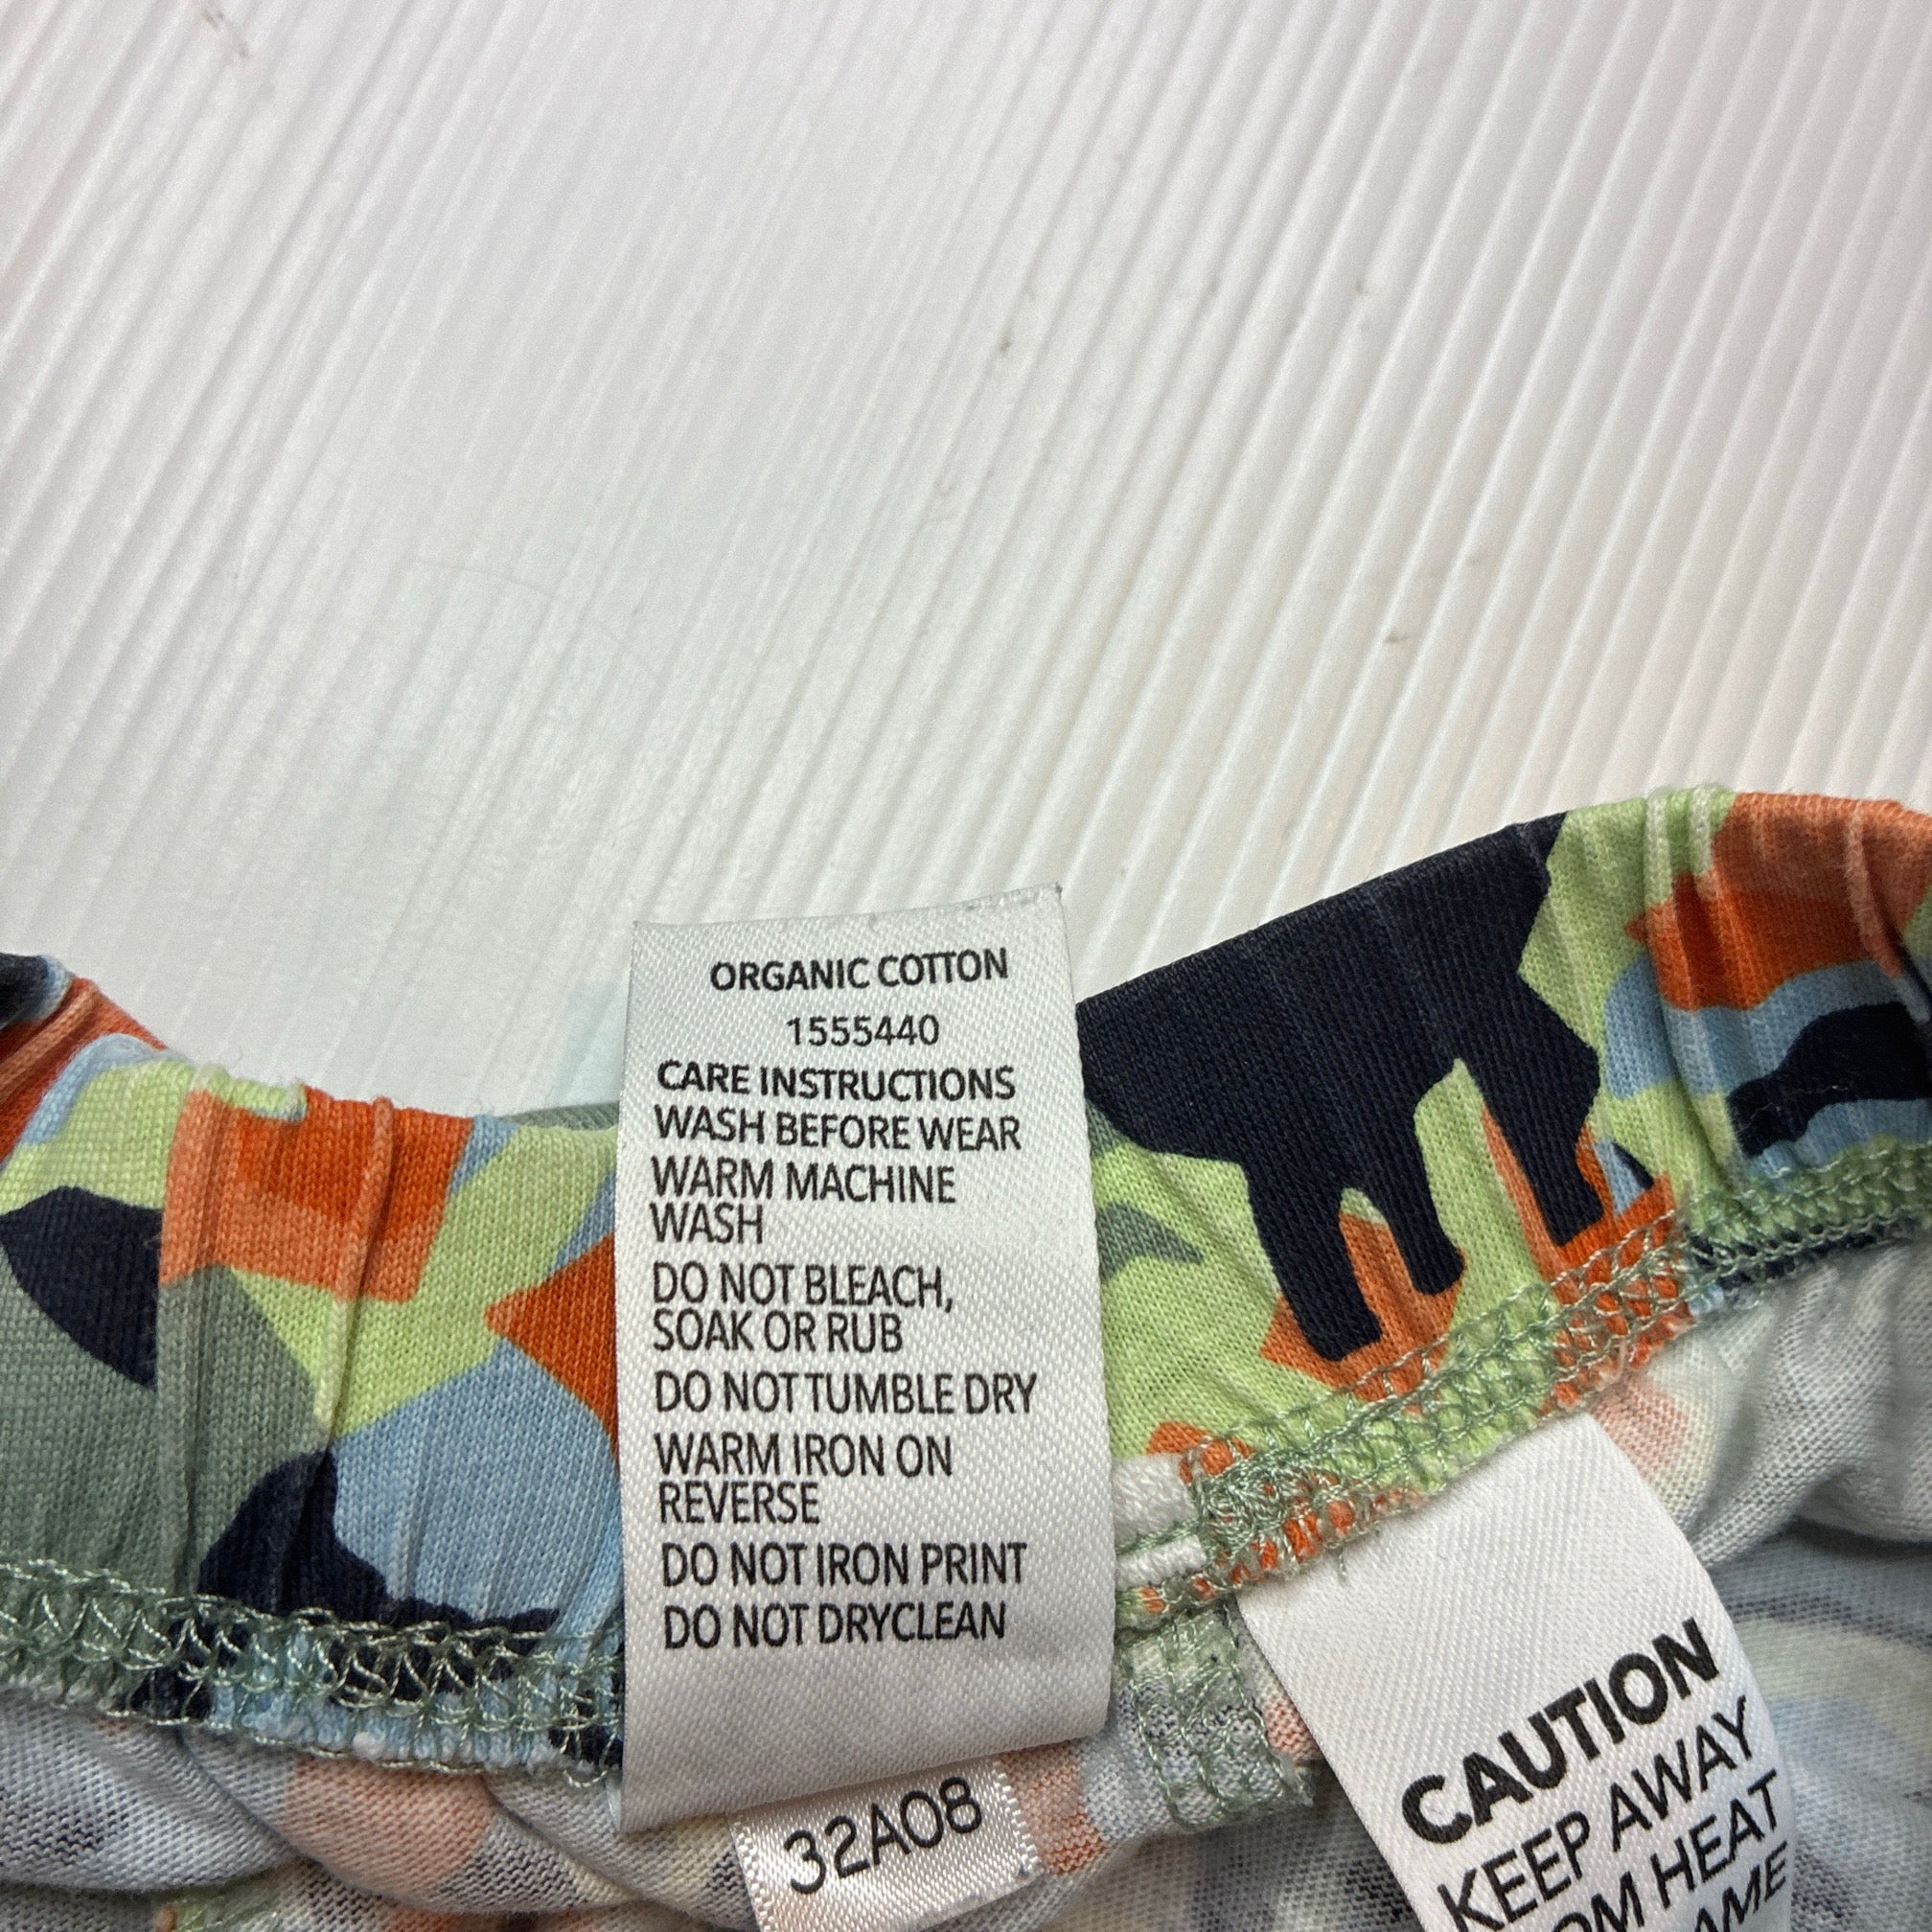 ORGANIC COTTON
1555440
CARE INSTRUCTIONS
WASH BEFORE WEAR
WARM MACHINE
WASH
DO NOT BLEACH,
SOAK OR RUB
DO NOT TUMBLE DRY
WARM IRON ON
REVERSE
DO NOT IRON PRINT
DO NOT DRYCLEAN
32A08
CAUTION
KEEP AWAY
HEAT